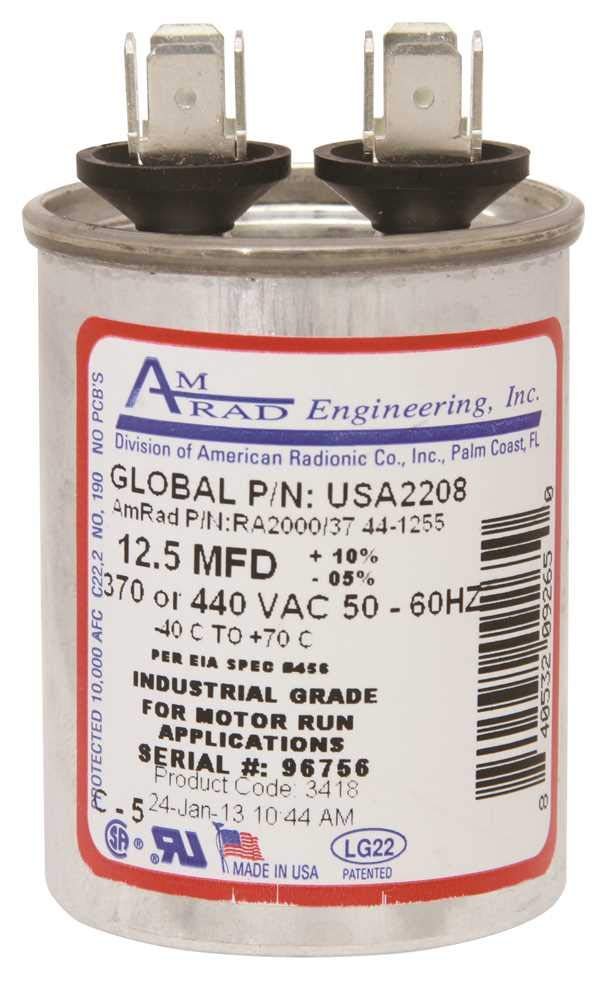 AMRAD Engineering, Inc.
Division of American Radionic Co., Inc., Palm Coast, FL
GLOBAL P/N: USA2208
AmRad P/N:RA2000/37 44-1255
12.5 MFD + 10%
- 05%
370 or 440 VAC 50 - 60HZ
-40 C TO +70 C
PER EIA SPEC #456
INDUSTRIAL GRADE
FOR MOTOR RUN
APPLICATIONS
SERIAL #: 96756
Product Code: 3418
- 5 24-Jan-13 10:44 AM
MADE IN USA
LG22
PATENTED
PROTECTED 10,000 AFC C22,2 NO, 190 NO PCB'S
8 40532 09265 0